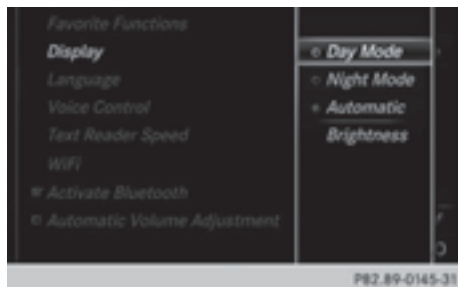 Favorite Functions
Display
Language
Voice Control
Text Reader Speed
WiFi
Activate Bluetooth
Automatic Volume Adjustment
Day Mode
Night Mode
Automatic
Brightness
P82.89-0145-31